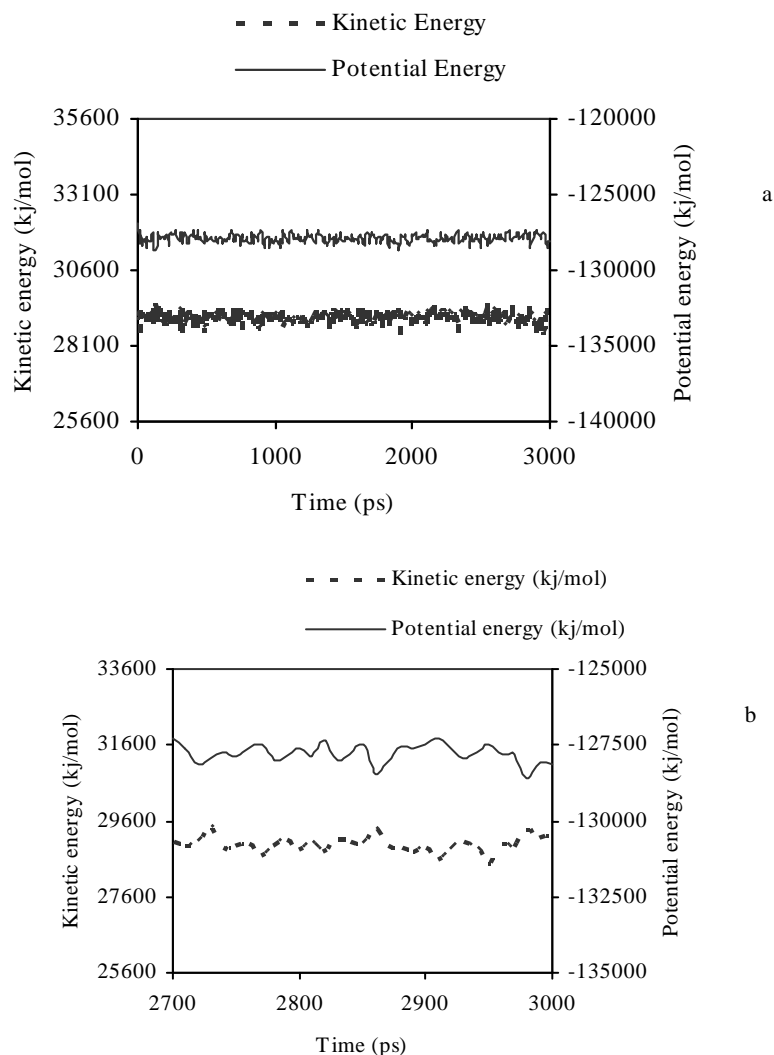 Kinetic Energy
Potential Energy
35600
33100
30600
28100
25600
-120000
-125000
-130000
-135000
-140000
0
1000
2000
3000
Kinetic energy (kj/mol)
Potential energy (kj/mol)
Time (ps)
a
Kinetic energy (kj/mol)
Potential energy (kj/mol)
33600
31600
29600
27600
25600
-125000
-127500
-130000
-132500
-135000
2700
2800
2900
3000
Kinetic energy (kj/mol)
Potential energy (kj/mol)
Time (ps)
b